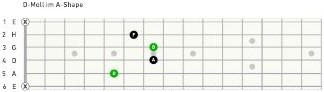 D-Moll im A-Shape
1 E X
2 H F
3 G D
4 D A
5 A D
6 E X